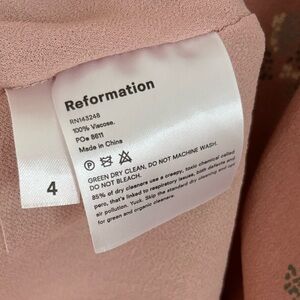 Reformation
RN143248
100% Viscose.
PO# 8611
Made in China
GREEN DRY CLEAN. DO NOT MACHINE WASH.
DO NOT BLEACH.
85% of dry cleaners use a creepy, toxic chemical called
perc, that's linked to respiratory issues, birth defects and
air pollution. Yuck. Skip the standard dry cleaning and opt
for green and organic cleaners.
4